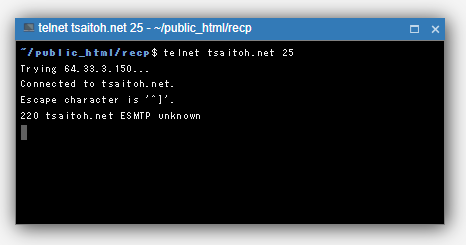 telnet tsaitoh.net 25 - ~/public_html/recp
~/public_html/recp$ telnet tsaitoh.net 25
Trying 64.33.3.150...
Connected to tsaitoh.net.
Escape character is '^]'.
220 tsaitoh.net ESMTP unknown